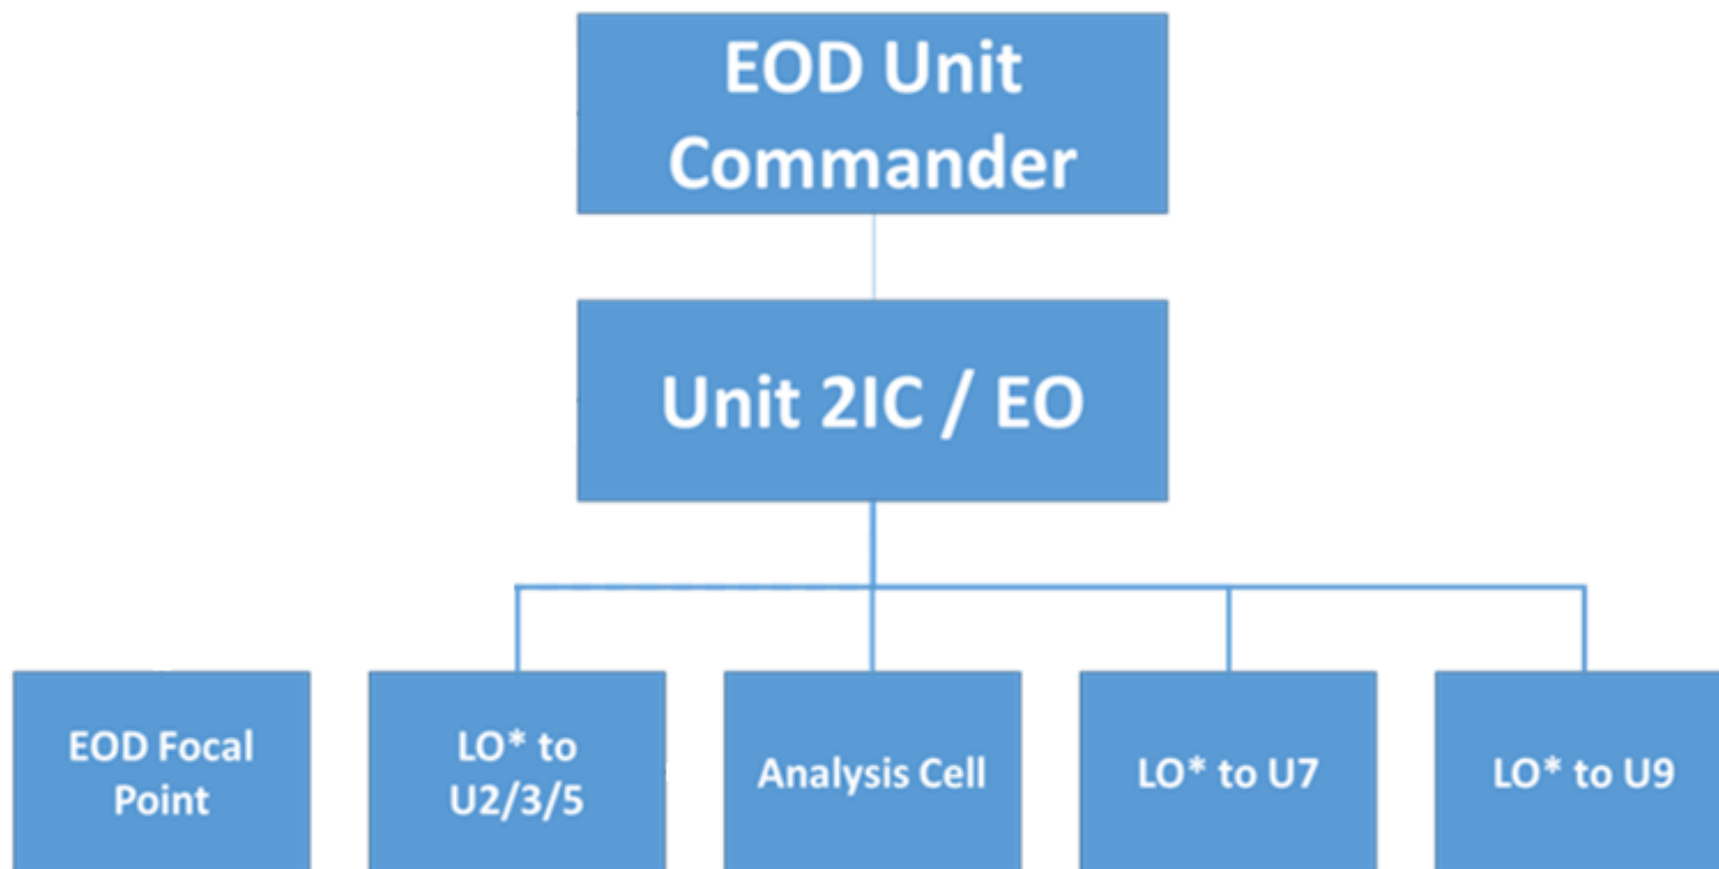 EOD Unit
Commander
Unit 2IC / EO
EOD Focal
Point
LO* to
U2/3/5
Analysis Cell
LO* to U7
LO* to U9